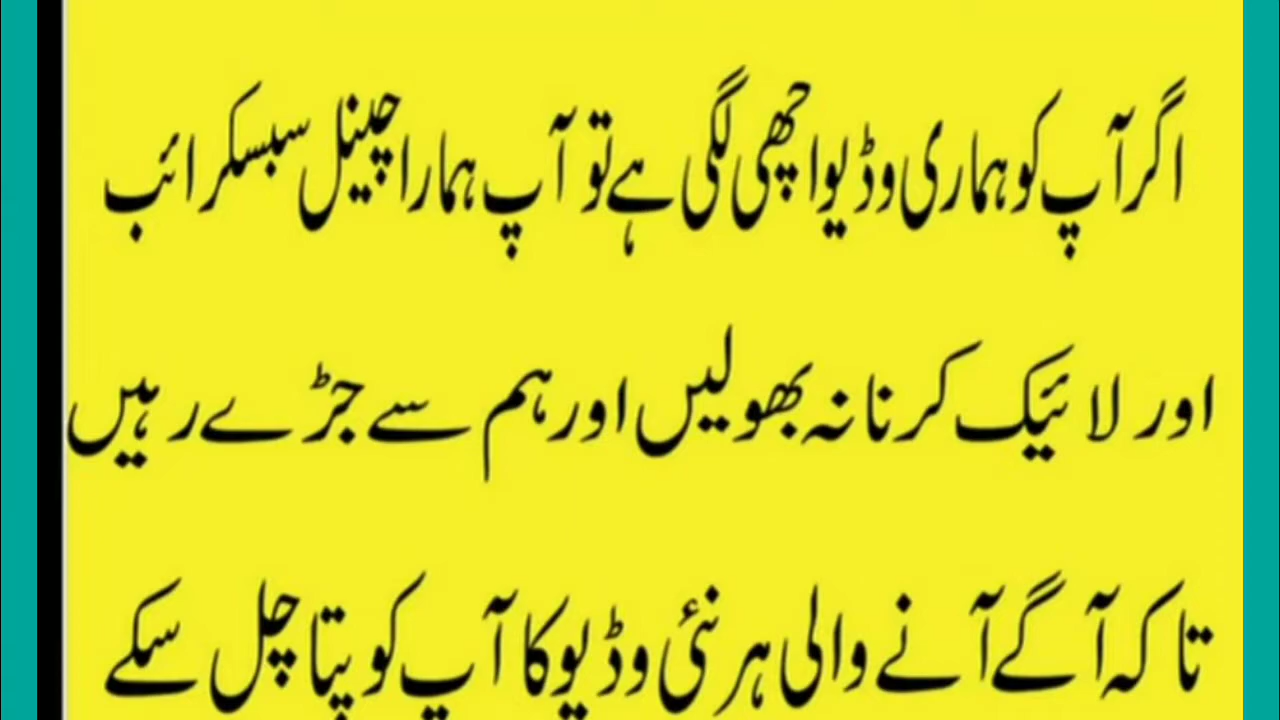 اگر آپ کو ہماری وڈیو اچھی لگی ہے تو آپ ہمارا چینل سبسکرائب
اور لائیک کرنا نہ بھولیں اور ہم سے جڑے رہیں
تاکہ آگے آنے والی ہر نئی وڈیو کا آپ کو پتا چل سکے